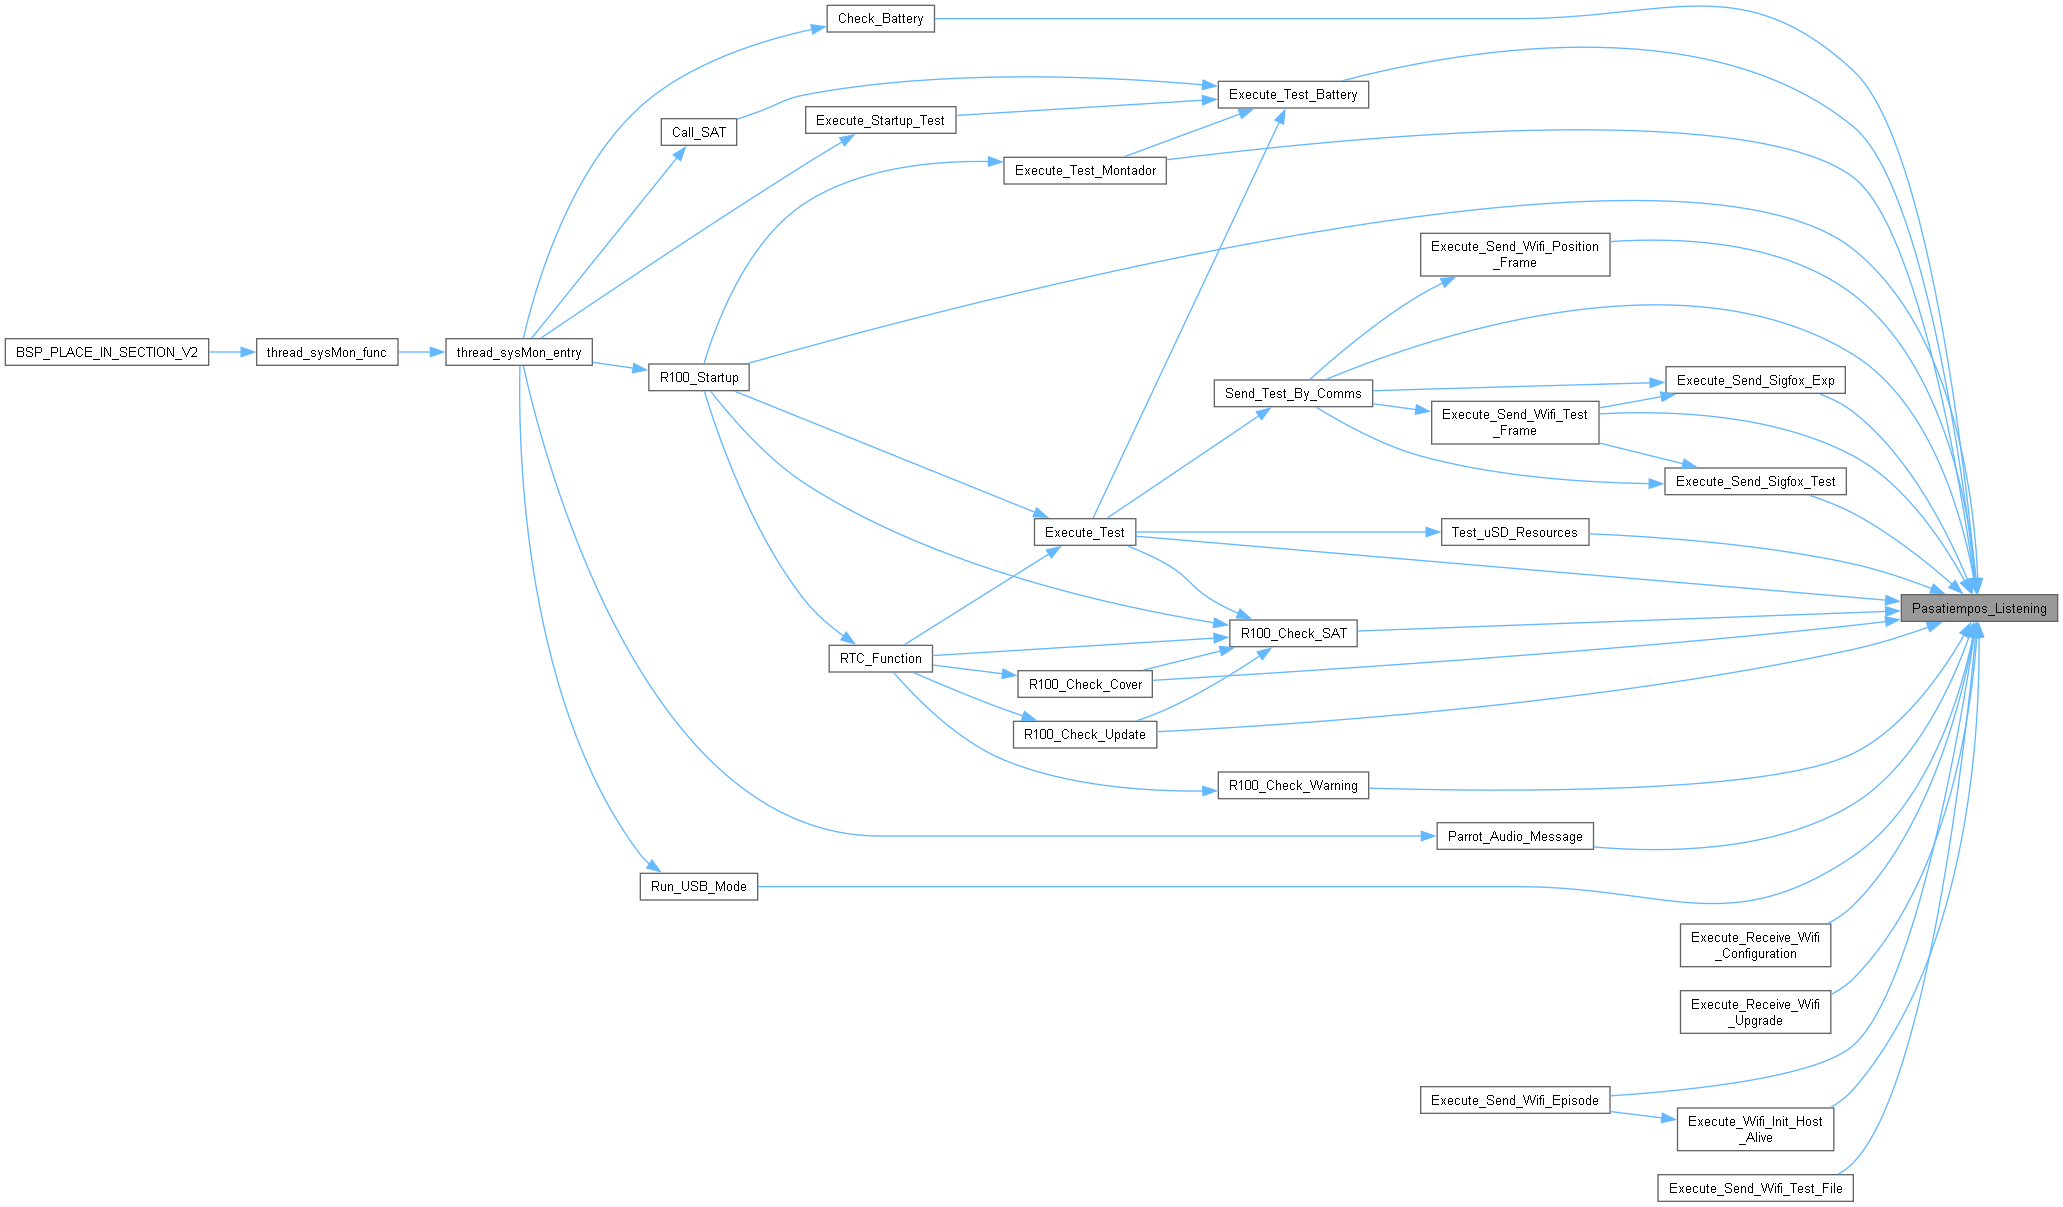 Check_Battery
Execute_Test_Battery
Execute_Startup_Test
Call_SAT
Execute_Test_Montador
Execute_Send_Wifi_Position
_Frame
BSP_PLACE_IN_SECTION_V2
thread_sysMon_func
thread_sysMon_entry
R100_Startup
Send_Test_By_Comms
Execute_Send_Sigfox_Exp
Execute_Send_Wifi_Test
_Frame
Execute_Send_Sigfox_Test
Execute_Test
Test_uSD_Resources
Pasatiempos_Listening
R100_Check_SAT
RTC_Function
R100_Check_Cover
R100_Check_Update
R100_Check_Warning
Parrot_Audio_Message
Run_USB_Mode
Execute_Receive_Wifi
_Configuration
Execute_Receive_Wifi
_Upgrade
Execute_Send_Wifi_Episode
Execute_Wifi_Init_Host
_Alive
Execute_Send_Wifi_Test_File